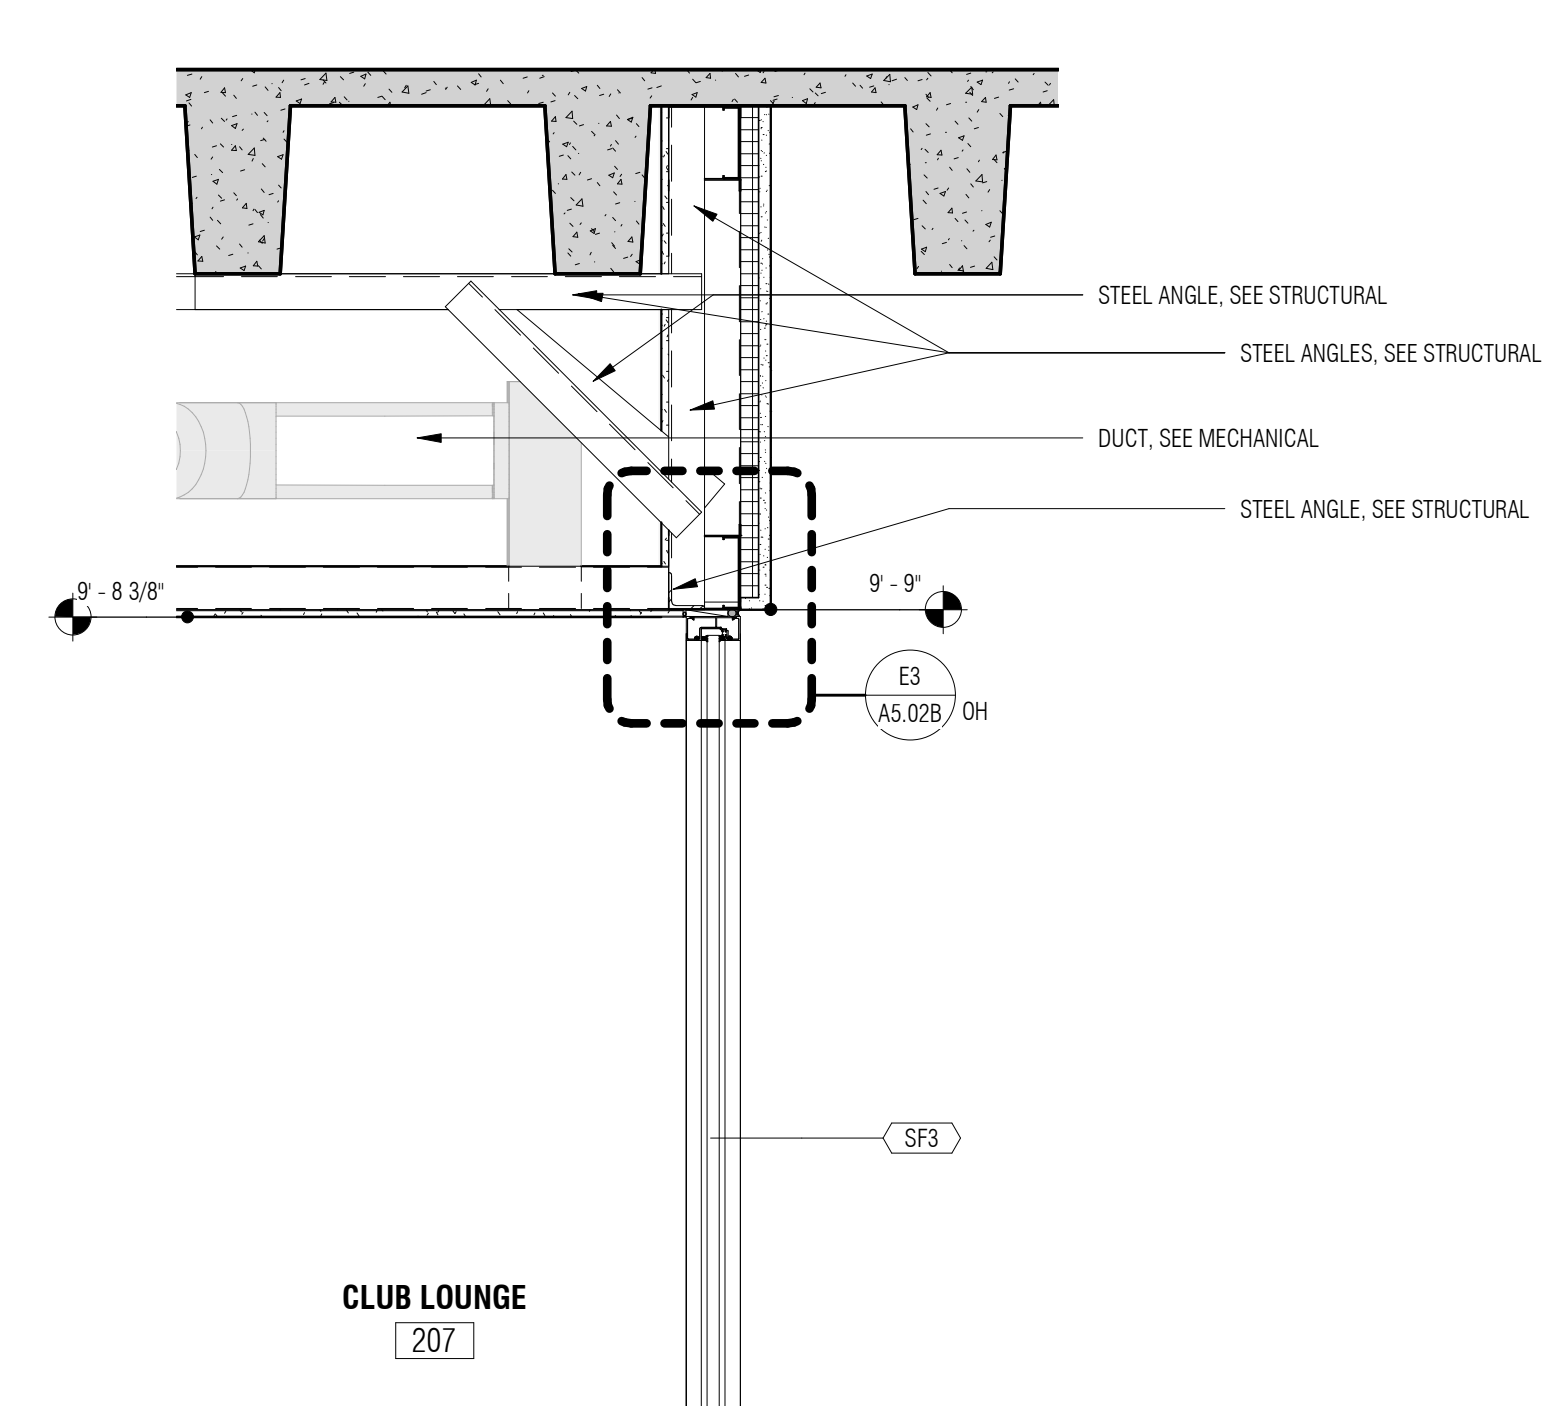 STEEL ANGLE, SEE STRUCTURAL
STEEL ANGLES, SEE STRUCTURAL
DUCT, SEE MECHANICAL
STEEL ANGLE, SEE STRUCTURAL
9' - 8 3/8"
9' - 9"
E3
A5.02B
OH
SF3
CLUB LOUNGE
207